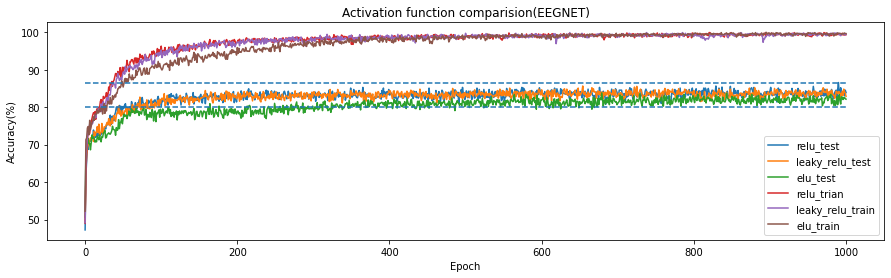 Activation function comparision(EEGNET)
Accuracy(%)
100
90
80
70
60
50
relu_test
leaky_relu_test
elu_test
relu_trian
leaky_relu_train
elu_train
0
200
400
600
800
1000
Epoch